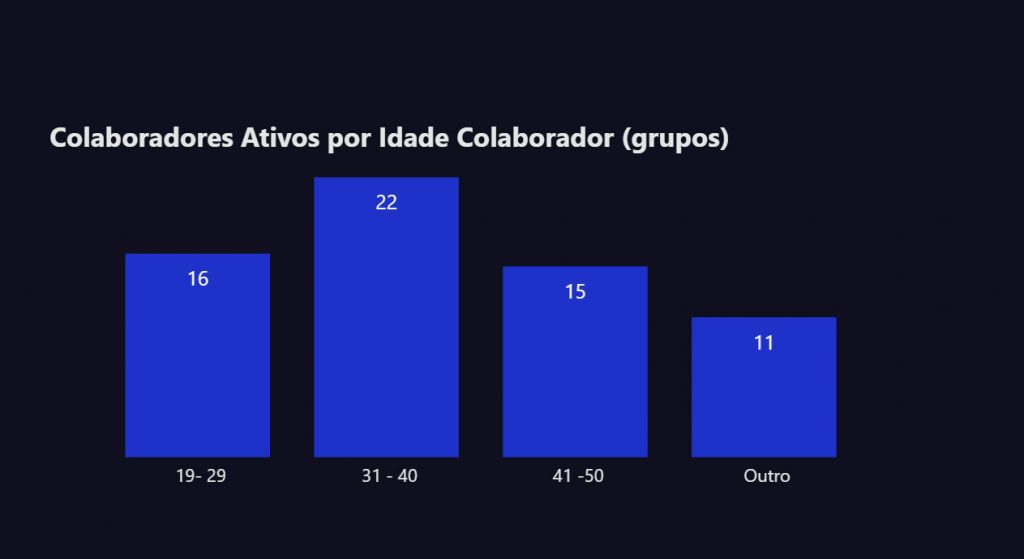 Colaboradores Ativos por Idade Colaborador (grupos)
22
16
15
11
19- 29
31 - 40
41 -50
Outro